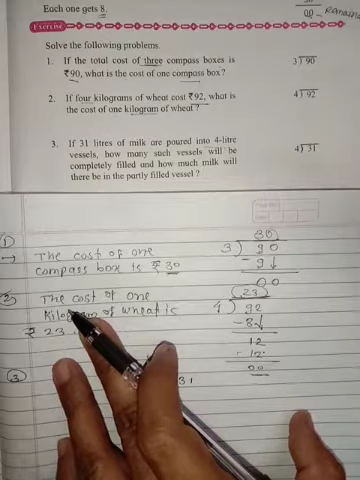 Each one gets 8.
00 - Remaind
Exercise
Solve the following problems.
1. If the total cost of three compass boxes is
₹90, what is the cost of one compass box?
3)90
2. If four kilograms of wheat cost ₹92, what is
the cost of one kilogram of wheat?
4)92
3. If 31 litres of milk are poured into 4-litre
vessels, how many such vessels will be
completely filled and how much milk will
there be in the partly filled vessel?
4)31
①
→ The cost of one
compass box is ₹ 30
30
3)90
- 9↓
00
② The cost of one
kilogram of wheat is
₹ 23.
23
4)92
-8↓
12
- 12
00
③
31